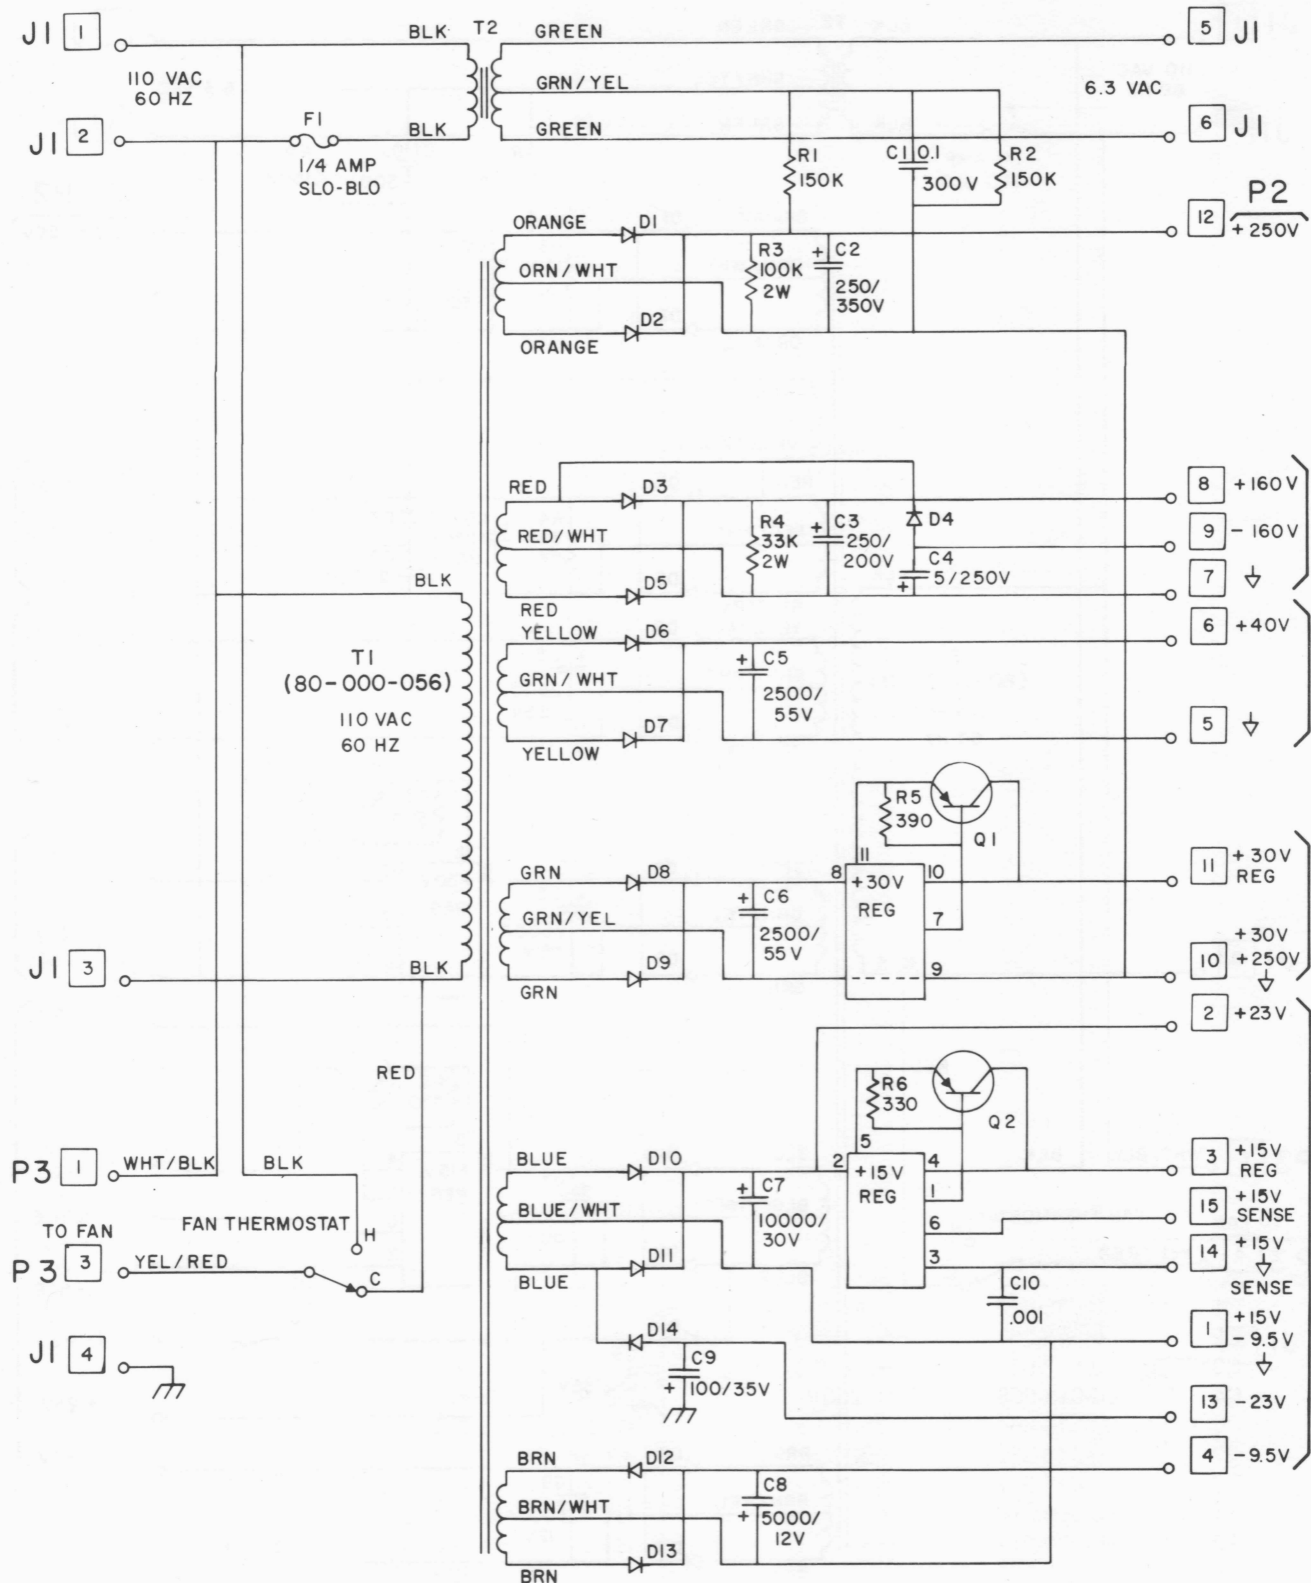 J1 1
BLK
T2
GREEN
5 J1
110 VAC
60 HZ
GRN/YEL
6.3 VAC
J1 2
F1
BLK
GREEN
6 J1
1/4 AMP
SLO-BLO
R1
150K
C1 0.1
300V
R2
150K
P2
12 +250V
ORANGE
D1
ORN/WHT
R3
100K
2W
+ C2
250/
350V
D2
ORANGE
RED
D3
8 +160V
RED/WHT
R4
33K
2W
+ C3
250/
200V
D4
9 -160V
C4
5/250V
+
7
BLK
D5
RED
YELLOW
D6
6 +40V
T1
(80-000-056)
110 VAC
60 HZ
GRN/WHT
+ C5
2500/
55V
D7
YELLOW
5
R5
390
Q1
11
GRN
D8
8 +30V
REG
10
7
9
11 +30V
REG
GRN/YEL
+ C6
2500/
55V
J1 3
BLK
D9
GRN
+30V
10 +250V
2 +23V
RED
R6
330
Q2
5
P3 1
WHT/BLK
BLK
BLUE
D10
2 +15V
REG
4
1
6
3
3 +15V
REG
BLUE/WHT
+ C7
10000/
30V
15 +15V
SENSE
TO FAN
FAN THERMOSTAT
H
P3 3
YEL/RED
C
D11
BLUE
14 +15V
SENSE
C10
.001
J1 4
D14
1 +15V
-9.5V
C9
+ 100/35V
13 -23V
BRN
D12
4 -9.5V
BRN/WHT
C8
+ 5000/
12V
D13
BRN